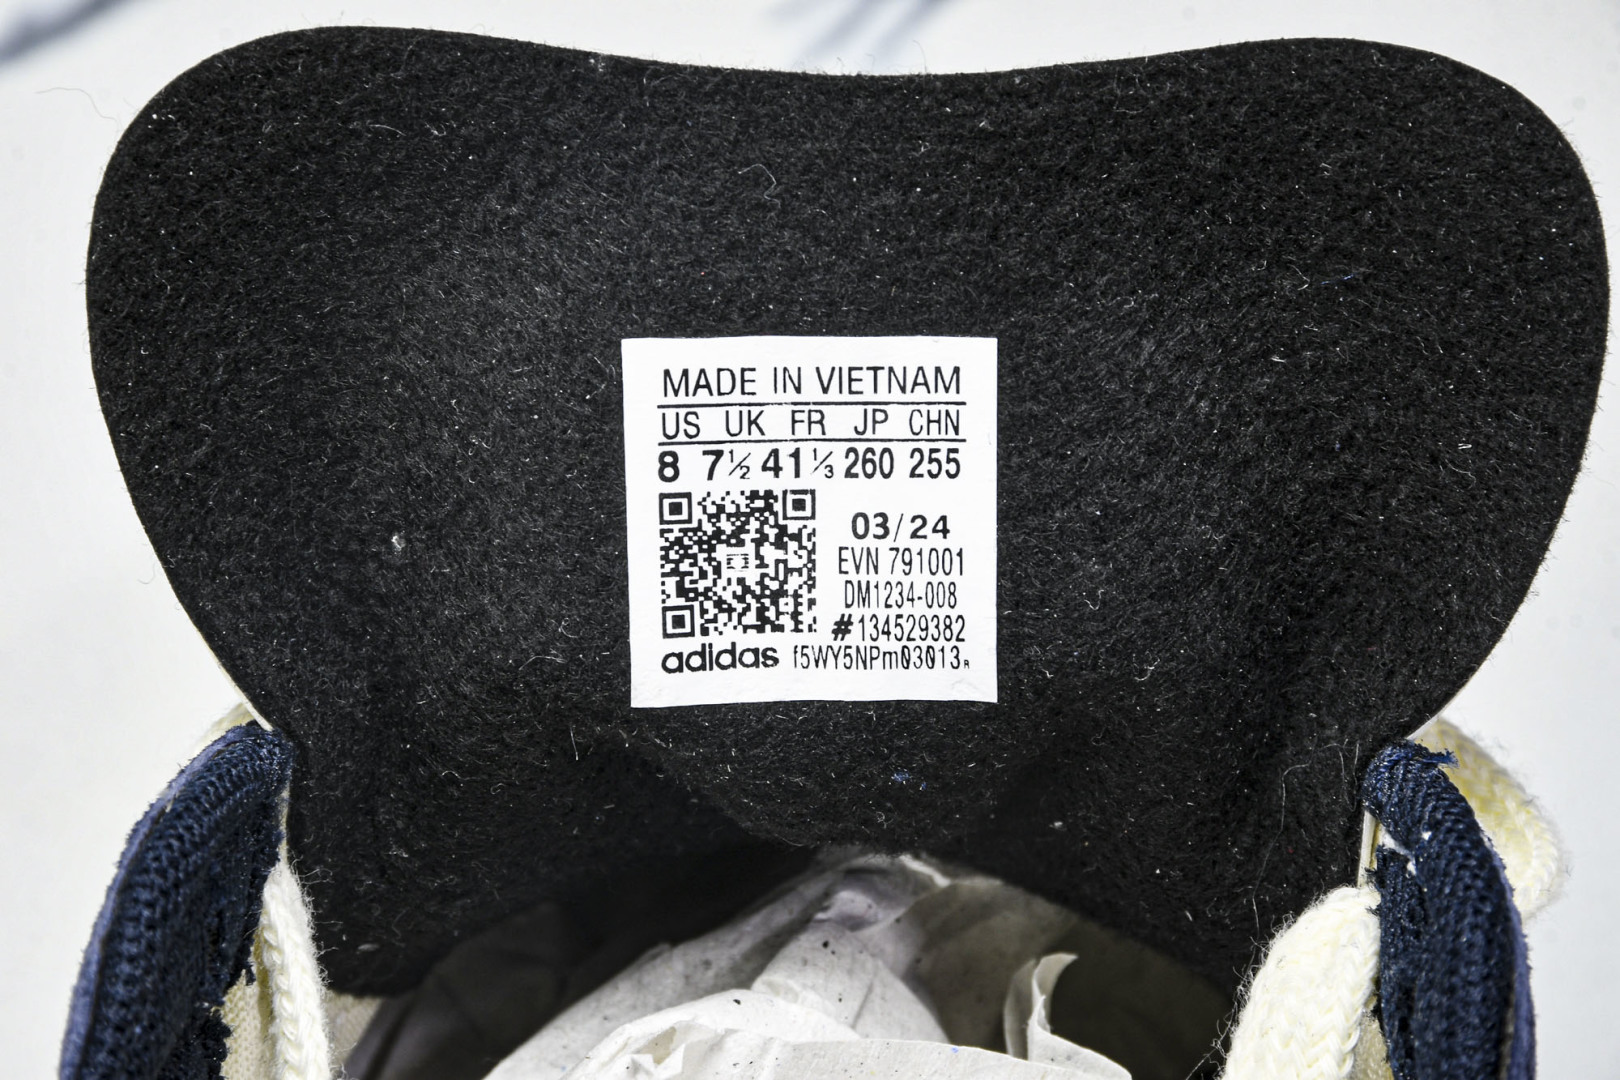 MADE IN VIETNAM
US UK FR JP CHN
8 7½ 41⅓ 260 255
03/24
EVN 791001
DM1234-008
#134529382
adidas f5WY5NPm03013R